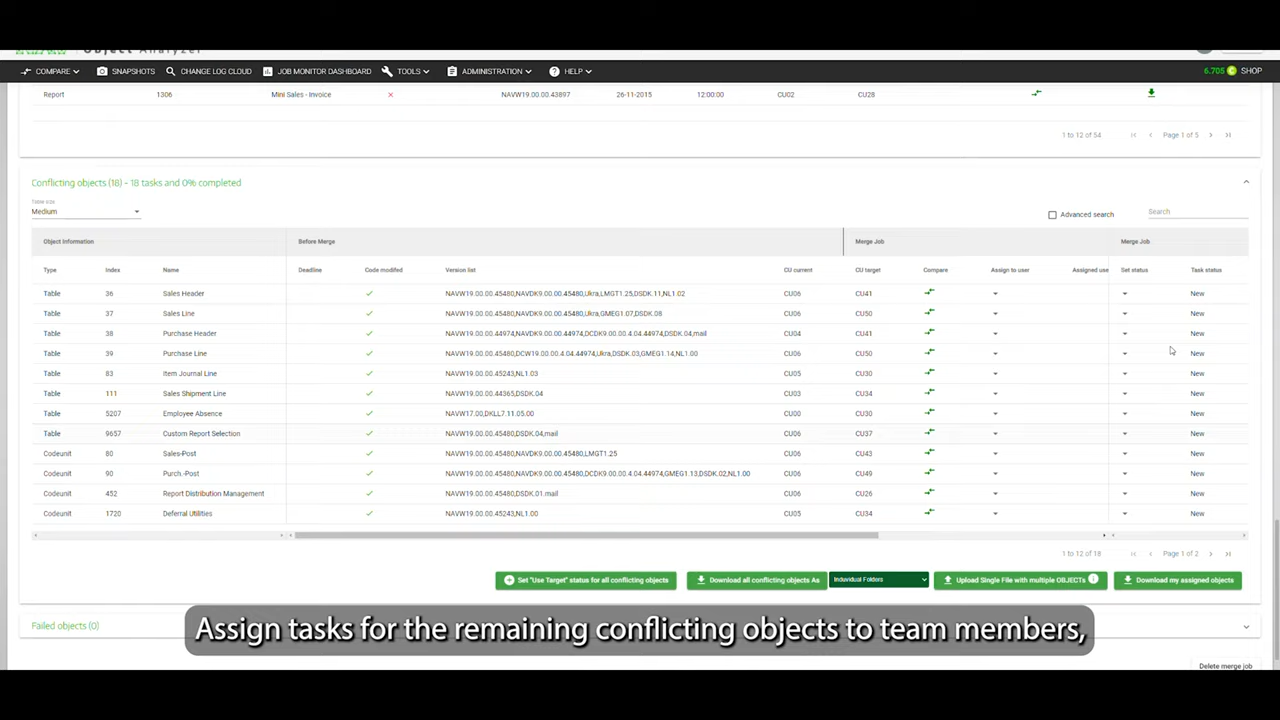 Object Analyzer
COMPARE SNAPSHOTS CHANGE LOG CLOUD JOB MONITOR DASHBOARD TOOLS ADMINISTRATION HELP 6.705 SHOP
Report 1306 Mini Sales - Invoice NAVW19.00.00.43897 26-11-2015 12:00:00 CU02 CU28
1 to 12 of 54 Page 1 of 5
Conflicting objects (18) - 18 tasks and 0% completed
Table size
Medium Advanced search Search
Object Information Before Merge Merge Job Merge Job
Type Index Name Deadline Code modifed Version list CU current CU target Compare Assign to user Assigned use Set status Task status
Table 36 Sales Header NAVW19.00.00.45480,NAVDK9.00.00.45480,Ukra,LMGT1.25,DSDK.11,NL1.02 CU06 CU41 New
Table 37 Sales Line NAVW19.00.00.45480,NAVDK9.00.00.45480,Ukra,GMEG1.07,DSDK.08 CU06 CU50 New
Table 38 Purchase Header NAVW19.00.00.44974,NAVDK9.00.00.44974,DCDK9.00.00.4.04.44974,DSDK.04,mail CU04 CU41 New
Table 39 Purchase Line NAVW19.00.00.45480,DCW19.00.00.4.04.44974,Ukra,DSDK.03,GMEG1.14,NL1.00 CU06 CU50 New
Table 83 Item Journal Line NAVW19.00.00.45243,NL1.03 CU05 CU30 New
Table 111 Sales Shipment Line NAVW19.00.00.44365,DSDK.04 CU03 CU34 New
Table 5207 Employee Absence NAVW17.00,DKLL7.11.05.00 CU00 CU30 New
Table 9657 Custom Report Selection NAVW19.00.00.45480,DSDK.04,mail CU06 CU37 New
Codeunit 80 Sales-Post NAVW19.00.00.45480,NAVDK9.00.00.45480,LMGT1.25 CU06 CU43 New
Codeunit 90 Purch.-Post NAVW19.00.00.45480,NAVDK9.00.00.45480,DCDK9.00.00.4.04.44974,GMEG1.13,DSDK.02,NL1.00 CU06 CU49 New
Codeunit 452 Report Distribution Management NAVW19.00.00.45480,DSDK.01.mail CU06 CU26 New
Codeunit 1720 Deferral Utilities NAVW19.00.00.45243,NL1.00 CU05 CU34 New
1 to 12 of 18 Page 1 of 2
Set "Use Target" status for all conflicting objects Download all conflicting objects As Individual Folders Upload Single File with multiple OBJECTs Download my assigned objects
Failed objects (0)
Assign tasks for the remaining conflicting objects to team members,
Delete merge job